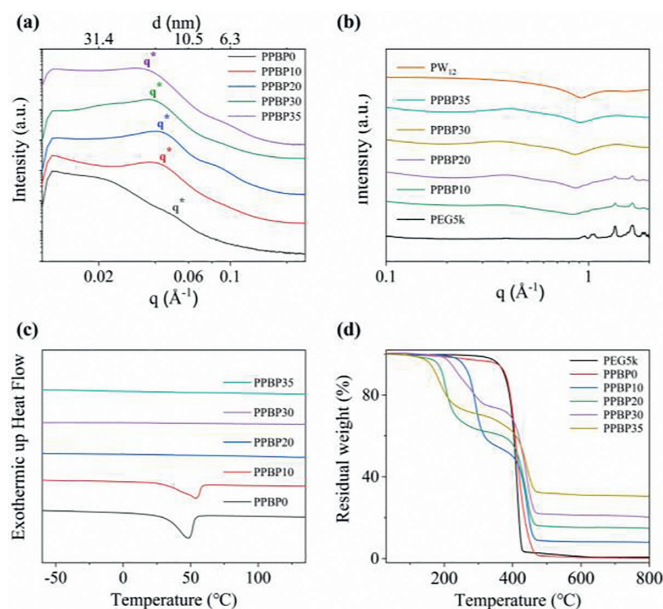 (a)
d (nm)
31.4 10.5 6.3
PPBP0
PPBP10
PPBP20
PPBP30
PPBP35
q*
q*
q*
q*
q*
Intensity (a.u.)
0.02 0.06 0.1
q (Å-1)
(b)
PW12
PPBP35
PPBP30
PPBP20
PPBP10
PEG5k
Intensity (a.u.)
0.1 1
q (Å-1)
(c)
PPBP35
PPBP30
PPBP20
PPBP10
PPBP0
Exothermic up Heat Flow
-50 0 50 100
Temperature (°C)
(d)
PEG5k
PPBP0
PPBP10
PPBP20
PPBP30
PPBP35
Residual weight (%)
80
40
0
200 400 600 800
Temperature (°C)